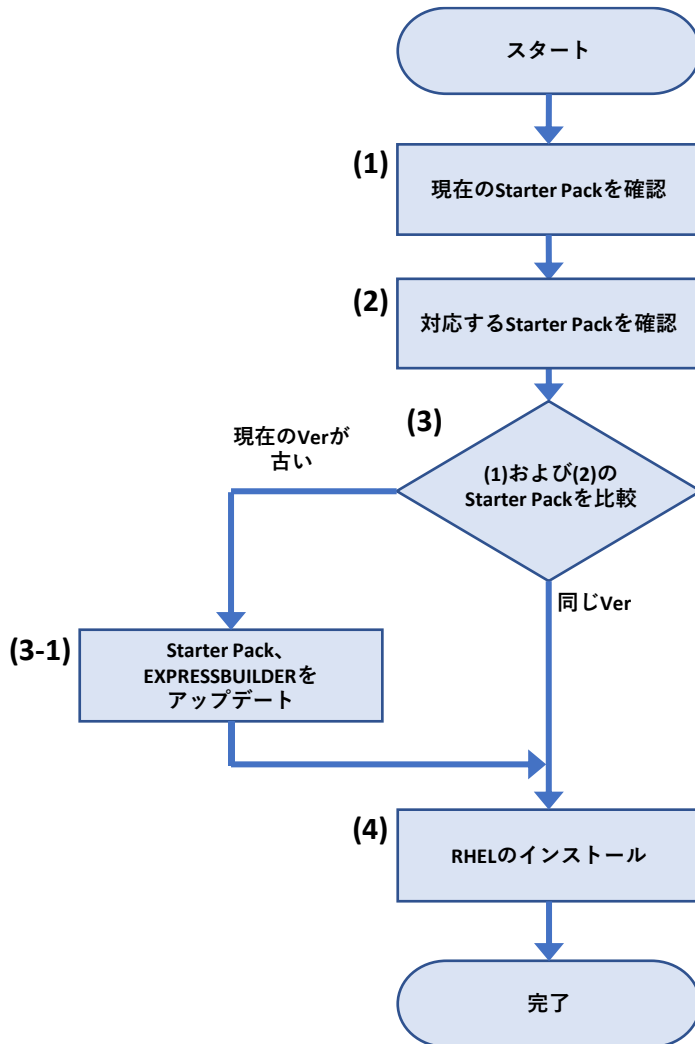 スタート
(1)
現在のStarter Packを確認
(2)
対応するStarter Packを確認
(3)
(1)および(2)の
Starter Packを比較
現在のVerが
古い
同じVer
(3-1)
Starter Pack、
EXPRESSBUILDERを
アップデート
(4)
RHELのインストール
完了